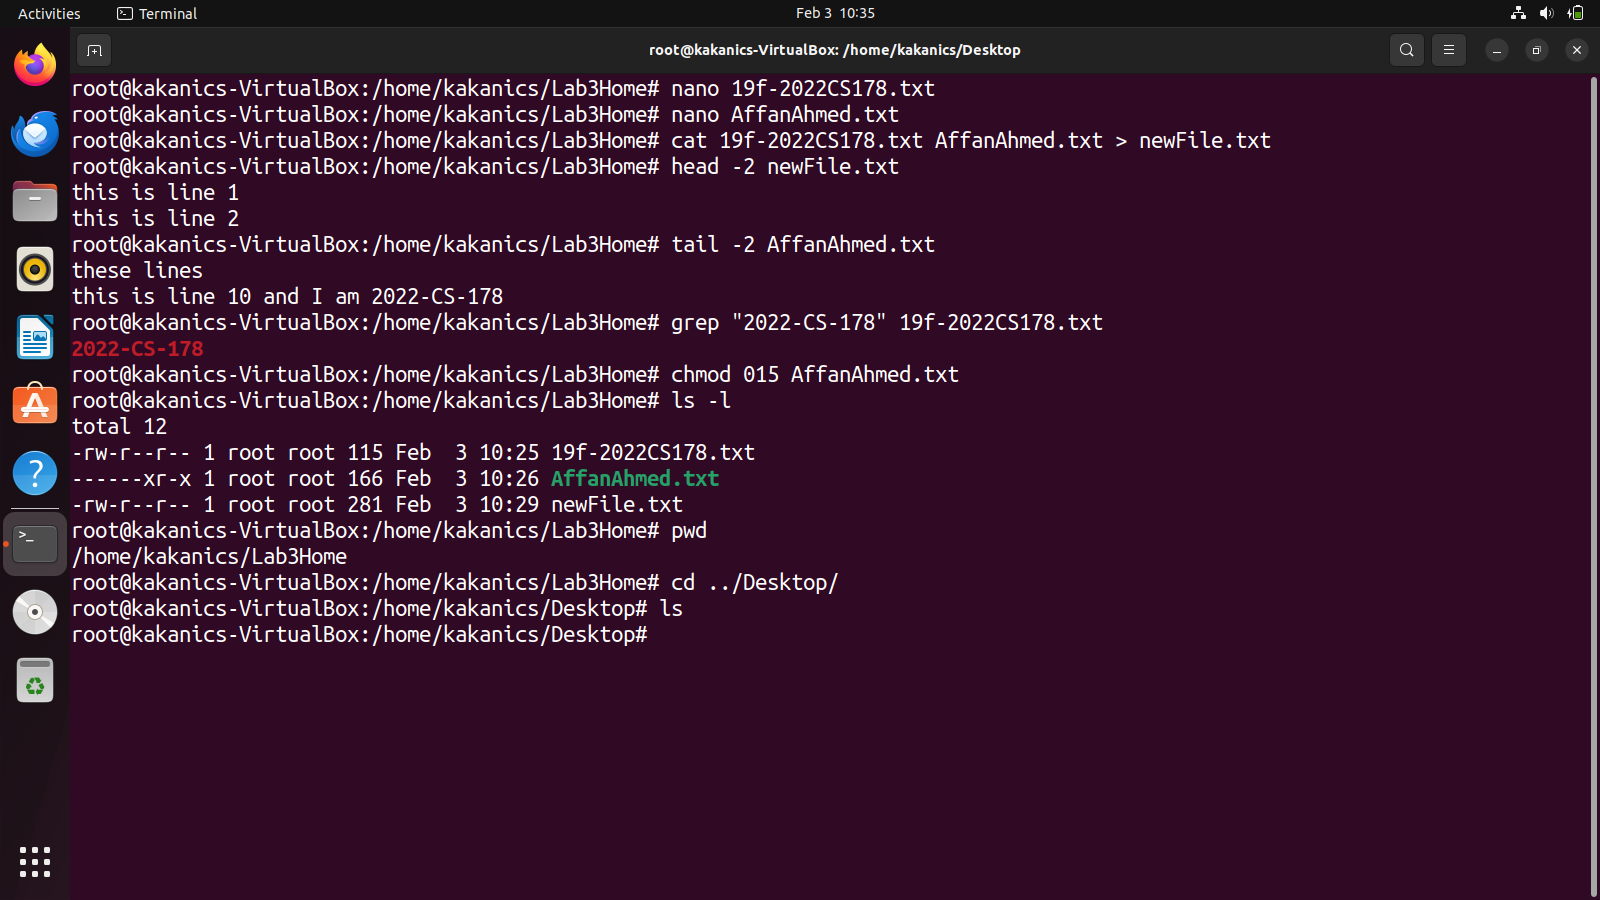 Activities Terminal Feb 3 10:35
root@kakanics-VirtualBox: /home/kakanics/Desktop
root@kakanics-VirtualBox:/home/kakanics/Lab3Home# nano 19f-2022CS178.txt
root@kakanics-VirtualBox:/home/kakanics/Lab3Home# nano AffanAhmed.txt
root@kakanics-VirtualBox:/home/kakanics/Lab3Home# cat 19f-2022CS178.txt AffanAhmed.txt > newFile.txt
root@kakanics-VirtualBox:/home/kakanics/Lab3Home# head -2 newFile.txt
this is line 1
this is line 2
root@kakanics-VirtualBox:/home/kakanics/Lab3Home# tail -2 AffanAhmed.txt
these lines
this is line 10 and I am 2022-CS-178
root@kakanics-VirtualBox:/home/kakanics/Lab3Home# grep "2022-CS-178" 19f-2022CS178.txt
2022-CS-178
root@kakanics-VirtualBox:/home/kakanics/Lab3Home# chmod 015 AffanAhmed.txt
root@kakanics-VirtualBox:/home/kakanics/Lab3Home# ls -l
total 12
-rw-r--r-- 1 root root 115 Feb  3 10:25 19f-2022CS178.txt
------xr-x 1 root root 166 Feb  3 10:26 AffanAhmed.txt
-rw-r--r-- 1 root root 281 Feb  3 10:29 newFile.txt
root@kakanics-VirtualBox:/home/kakanics/Lab3Home# pwd
/home/kakanics/Lab3Home
root@kakanics-VirtualBox:/home/kakanics/Lab3Home# cd ../Desktop/
root@kakanics-VirtualBox:/home/kakanics/Desktop# ls
root@kakanics-VirtualBox:/home/kakanics/Desktop#